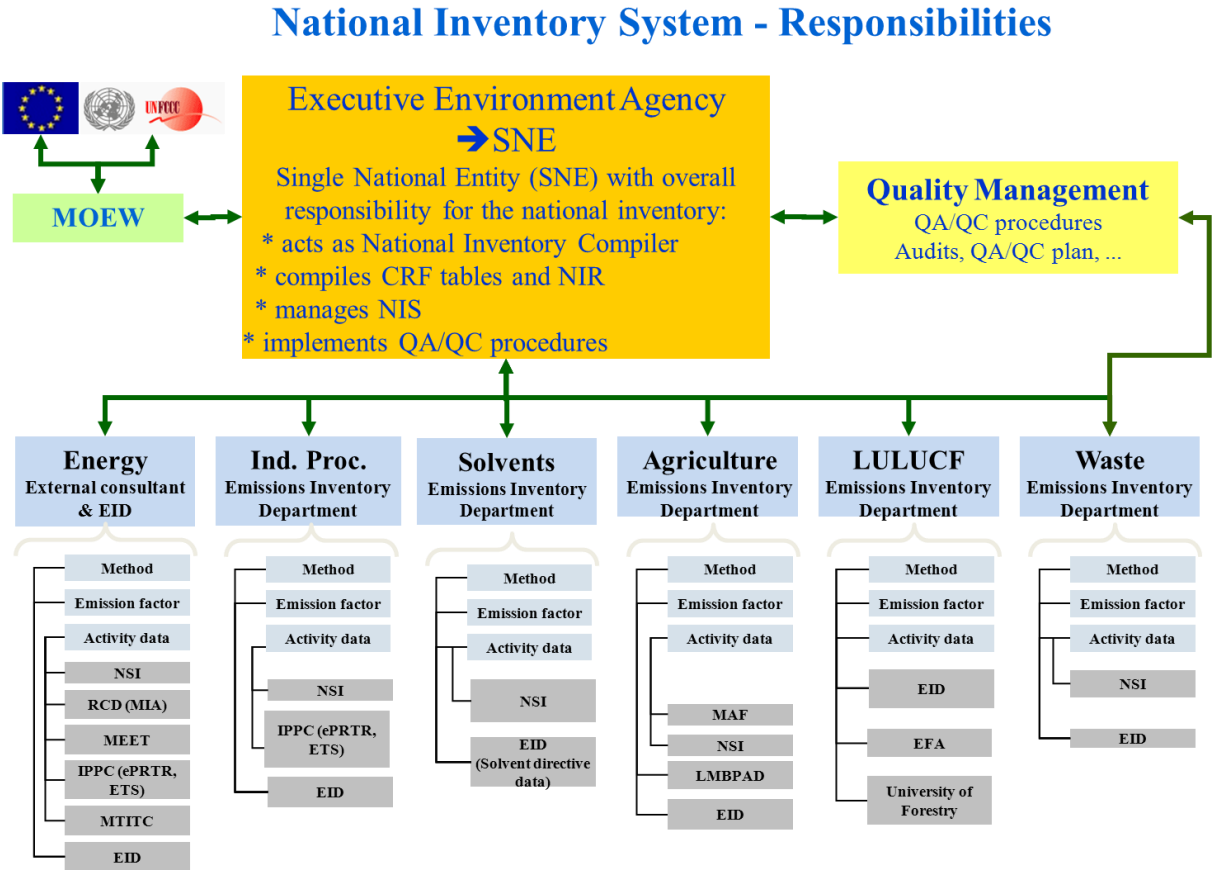 National Inventory System - Responsibilities
UNFCCC
Executive Environment Agency
➔SNE
Single National Entity (SNE) with overall
responsibility for the national inventory:
* acts as National Inventory Compiler
* compiles CRF tables and NIR
* manages NIS
* implements QA/QC procedures
MOEW
Quality Management
QA/QC procedures
Audits, QA/QC plan, ...
Energy
External consultant
& EID
Method
Emission factor
Activity data
NSI
RCD (MIA)
MEET
IPPC (ePRTR,
ETS)
MTITC
EID
Ind. Proc.
Emissions Inventory
Department
Method
Emission factor
Activity data
NSI
IPPC (ePRTR,
ETS)
EID
Solvents
Emissions Inventory
Department
Method
Emission factor
Activity data
NSI
EID
(Solvent directive
data)
Agriculture
Emissions Inventory
Department
Method
Emission factor
Activity data
MAF
NSI
LMBPAD
EID
LULUCF
Emissions Inventory
Department
Method
Emission factor
Activity data
EID
EFA
University of
Forestry
Waste
Emissions Inventory
Department
Method
Emission factor
Activity data
NSI
EID